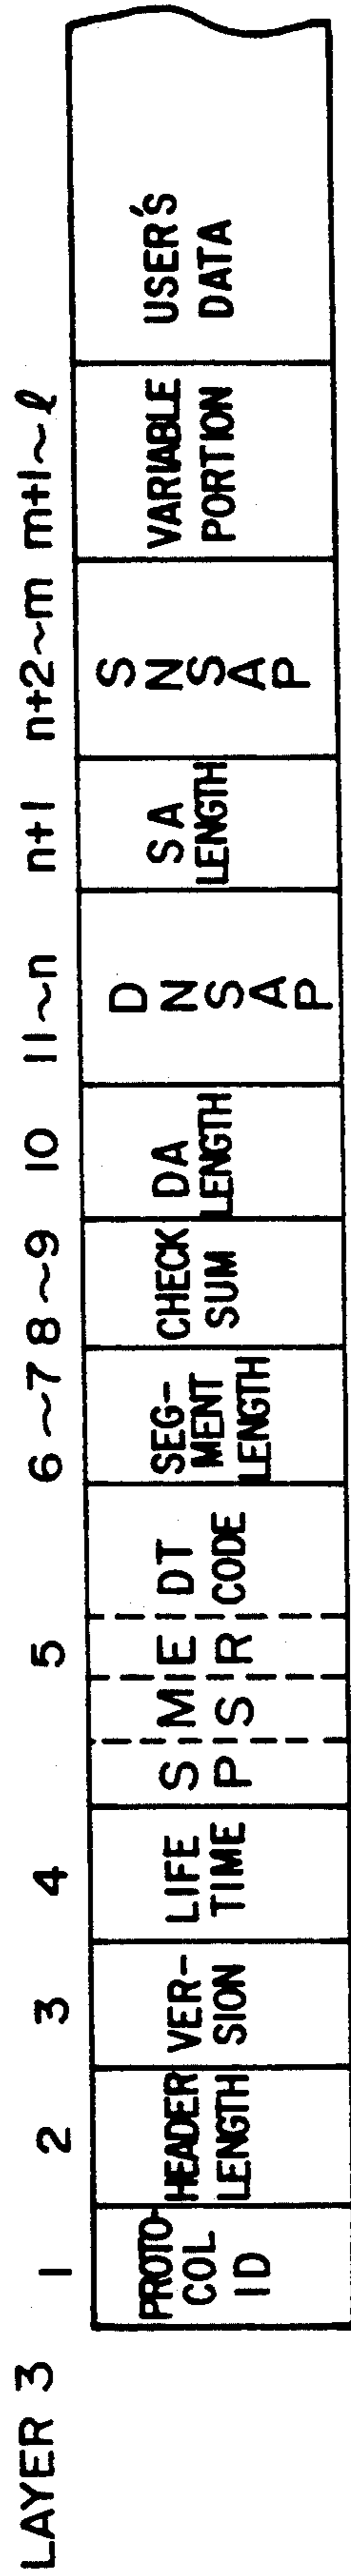 LAYER 3
1 2 3 4 5 6~7 8~9 10 11~n n+1 n+2~m m+1~ℓ
PROTO-
COL
ID
HEADER
LENGTH
VER-
SION
LIFE
TIME
S
P
M
S
E
R
DT
CODE
SEG-
MENT
LENGTH
CHECK
SUM
DA
LENGTH
D
N
S
A
P
SA
LENGTH
S
N
S
A
P
VARIABLE
PORTION
USER'S
DATA